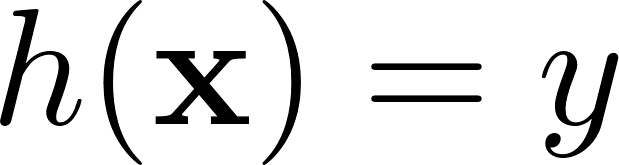 h(𝐱) = y